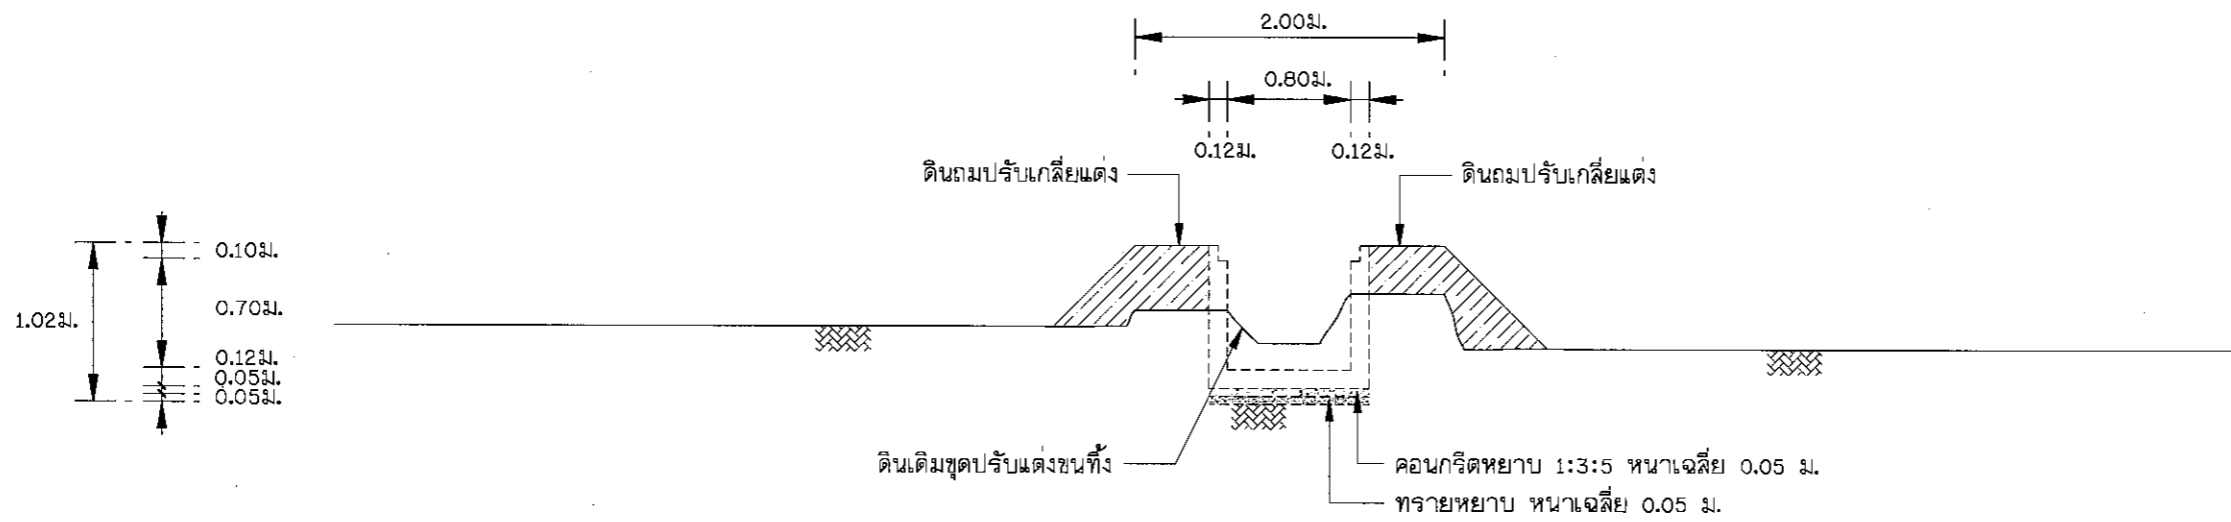 2.00ม.
0.80ม.
0.12ม. 0.12ม.
ดินถมปรับเกลี่ยแต่ง
ดินถมปรับเกลี่ยแต่ง
0.10ม.
0.70ม.
1.02ม.
0.12ม.
0.05ม.
0.05ม.
ดินเดิมขุดปรับแต่งขนทิ้ง
คอนกรีตหยาบ 1:3:5 หนาเฉลี่ย 0.05 ม.
ทรายหยาบ หนาเฉลี่ย 0.05 ม.